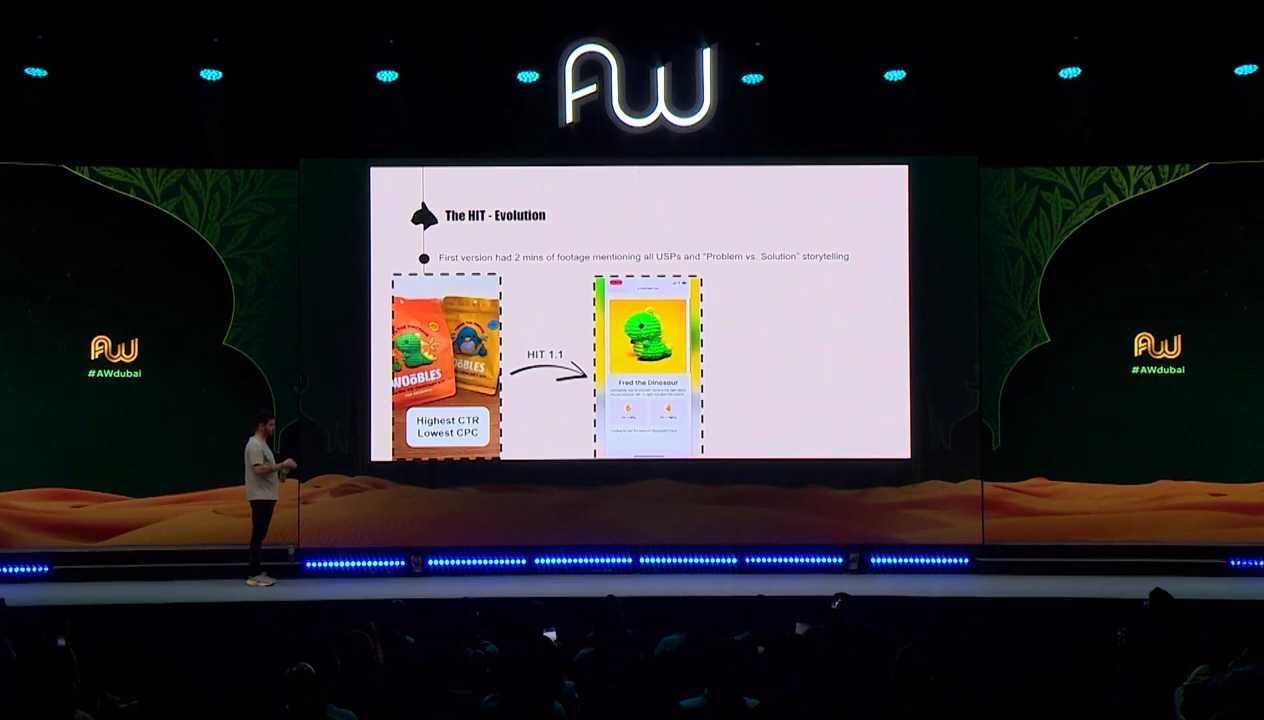 AW
The HIT - Evolution
First version had 2 mins of footage mentioning all USPs and "Problem vs. Solution" storytelling
WOOBLES
HIT 1.1
Fred the Dinosaur
Highest CTR
Lowest CPC
AW
#AWdubai
AW
#AWdubai